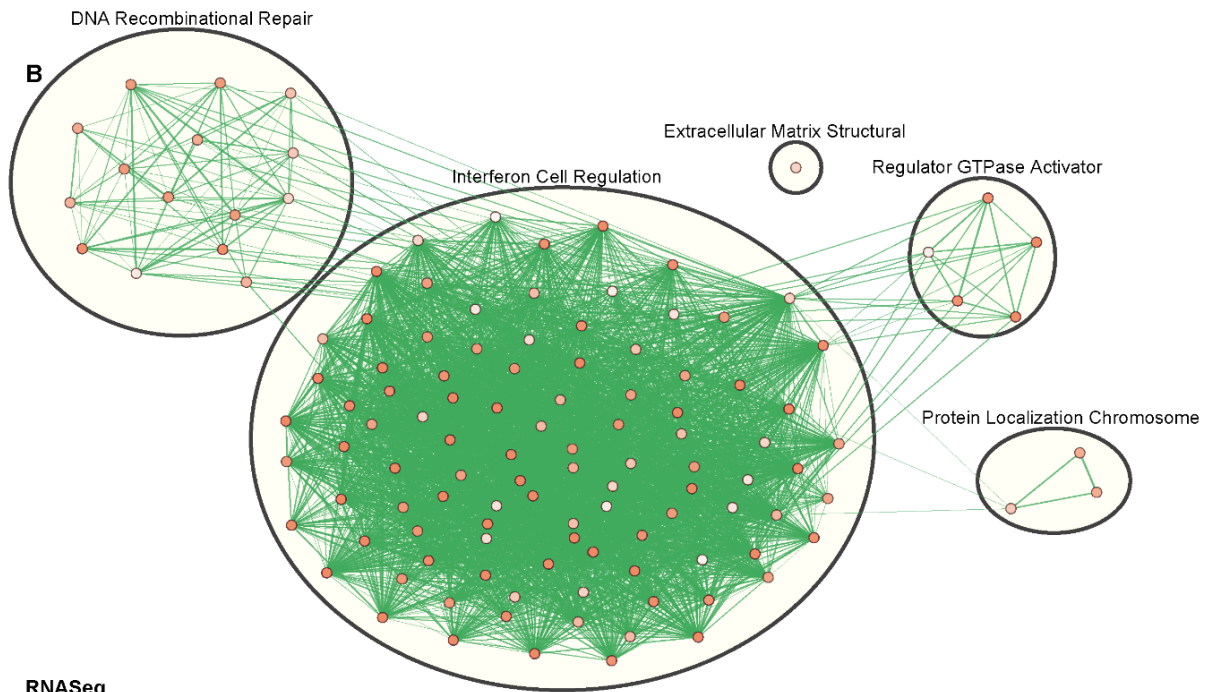 DNA Recombinational Repair
B
Extracellular Matrix Structural
Regulator GTPase Activator
Interferon Cell Regulation
Protein Localization Chromosome
RNASeq